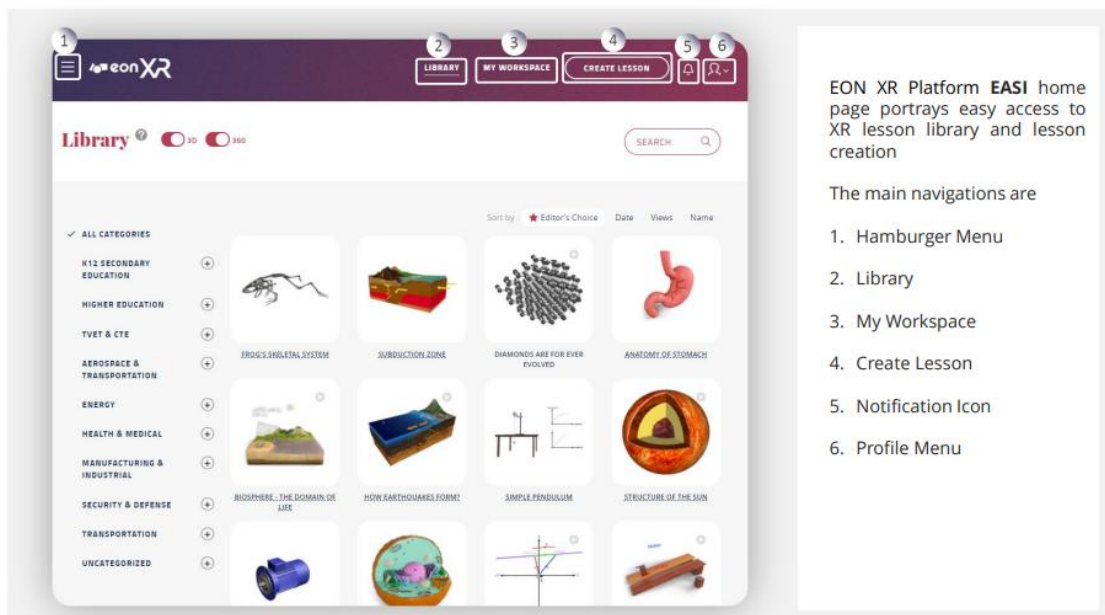 1
2
3
4
5
6
eon XR
LIBRARY
MY WORKSPACE
CREATE LESSON
Library ?
3D
360
SEARCH
Sort by :
Editor's Choice
Date
Views
Name
ALL CATEGORIES
K12 SECONDARY
EDUCATION
HIGHER EDUCATION
TVET & CTE
AEROSPACE &
TRANSPORTATION
ENERGY
HEALTH & MEDICAL
MANUFACTURING &
INDUSTRIAL
SECURITY & DEFENSE
TRANSPORTATION
UNCATEGORIZED
FROG'S SKELETAL SYSTEM
SUBDUCTION ZONE
DIAMONDS ARE FOR EVER
EVOLVED
ANATOMY OF STOMACH
BIOSPHERE - THE DOMAIN OF
LIFE
HOW EARTHQUAKES FORM?
SIMPLE PENDULUM
STRUCTURE OF THE SUN
EON XR Platform EASI home
page portrays easy access to
XR lesson library and lesson
creation
The main navigations are
1. Hamburger Menu
2. Library
3. My Workspace
4. Create Lesson
5. Notification Icon
6. Profile Menu